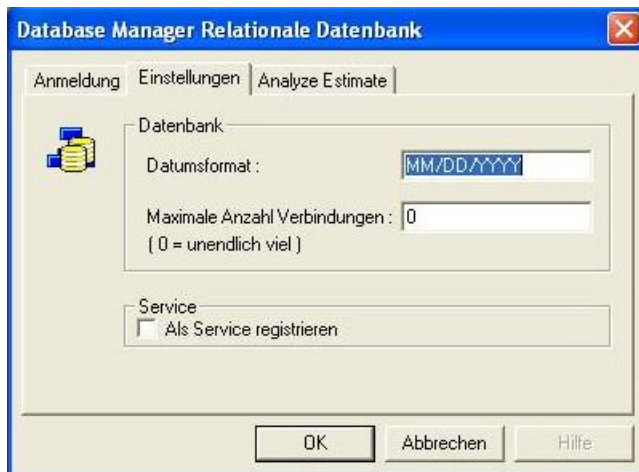 Database Manager Relationale Datenbank
Anmeldung Einstellungen Analyze Estimate
Datenbank
Datumsformat : MM/DD/YYYY
Maximale Anzahl Verbindungen : 0
( 0 = unendlich viel )
Service
Als Service registrieren
OK Abbrechen Hilfe